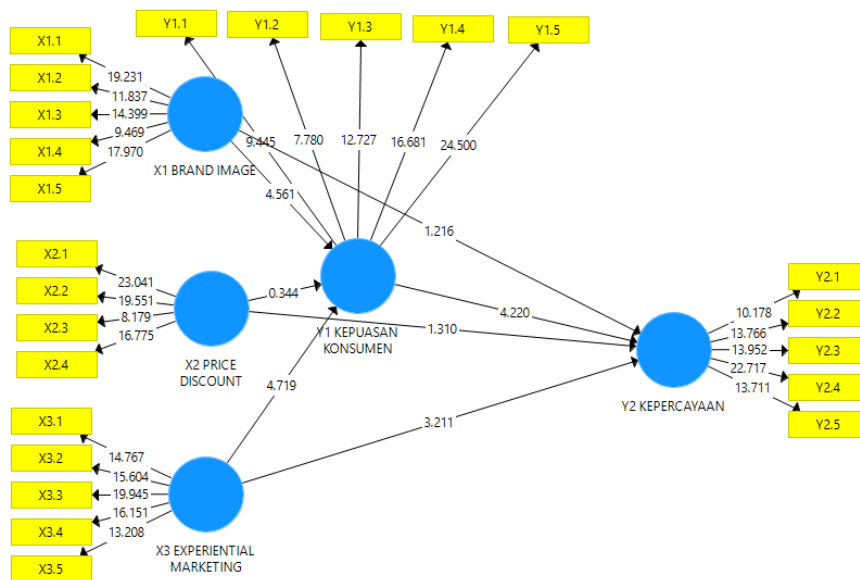 Y1.1
Y1.2
Y1.3
Y1.4
Y1.5
X1.1
X1.2
X1.3
X1.4
X1.5
19.231
11.837
14.399
9.469
17.970
X1 BRAND IMAGE
9.445
7.780
12.727
16.681
24.500
4.561
1.216
X2.1
X2.2
X2.3
X2.4
23.041
19.551
8.179
16.775
X2 PRICE
DISCOUNT
0.344
Y1 KEPUASAN
KONSUMEN
4.220
1.310
4.719
3.211
Y2.1
Y2.2
Y2.3
Y2.4
Y2.5
10.178
13.766
13.952
22.717
13.711
Y2 KEPERCAYAAN
X3.1
X3.2
X3.3
X3.4
X3.5
14.767
15.604
19.945
16.151
13.208
X3 EXPERIENTIAL
MARKETING